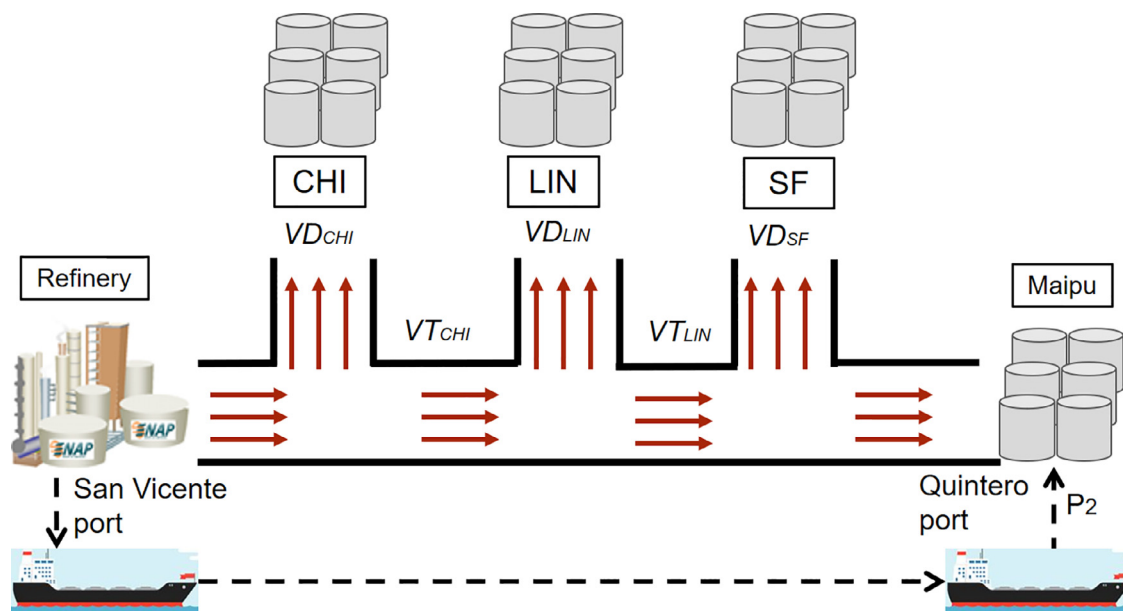 CHI
LIN
SF
VDCHI
VDLIN
VDSF
Refinery
Maipu
VTCHI
VTLIN
ENAP
ENAP
San Vicente
port
Quintero
port
P2